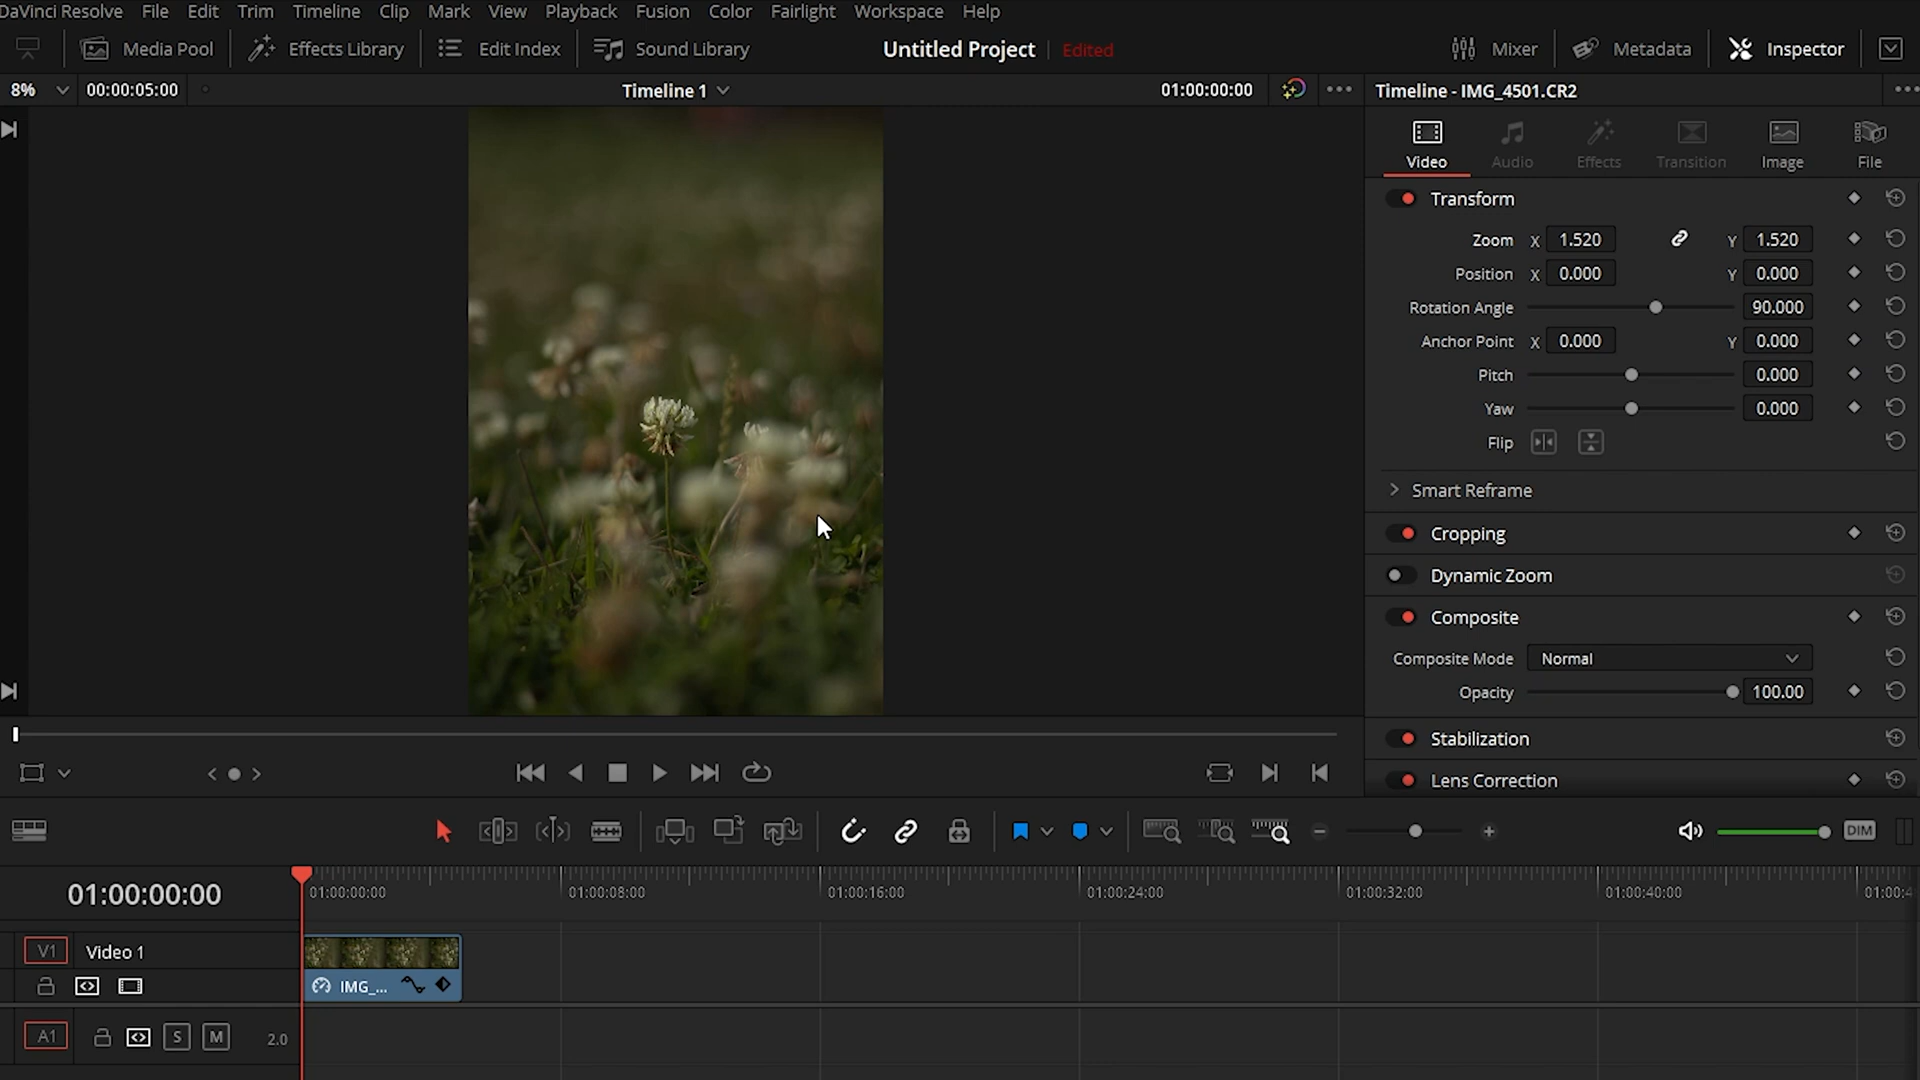 DaVinci Resolve File Edit Trim Timeline Clip Mark View Playback Fusion Color Fairlight Workspace Help
Media Pool Effects Library Edit Index Sound Library Untitled Project Edited Mixer Metadata Inspector
8% 00:00:05:00 Timeline 1 01:00:00:00 Timeline - IMG_4501.CR2
Video Audio Effects Transition Image File
Transform
Zoom X 1.520 Y 1.520
Position X 0.000 Y 0.000
Rotation Angle 90.000
Anchor Point X 0.000 Y 0.000
Pitch 0.000
Yaw 0.000
Flip
Smart Reframe
Cropping
Dynamic Zoom
Composite
Composite Mode Normal
Opacity 100.00
Stabilization
Lens Correction
DIM
01:00:00:00 01:00:00:00 01:00:08:00 01:00:16:00 01:00:24:00 01:00:32:00 01:00:40:00 01:00:4
V1 Video 1
IMG_...
A1 S M 2.0